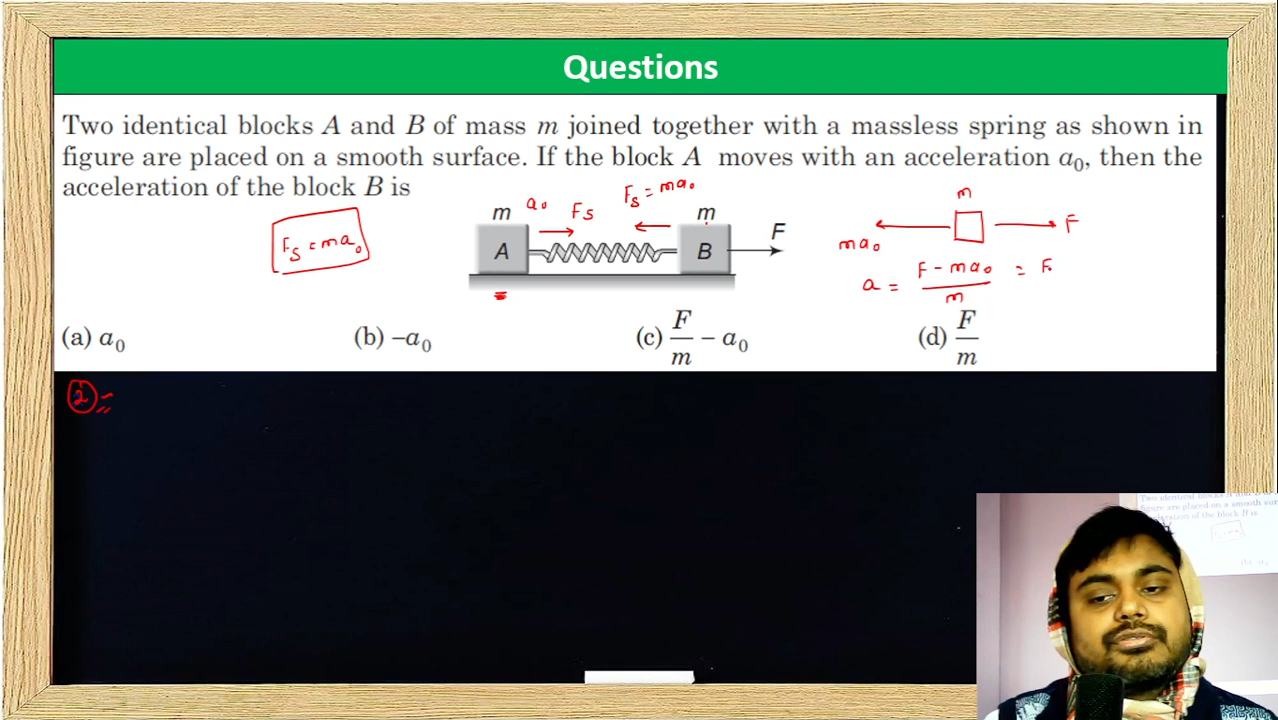 Questions
Two identical blocks A and B of mass m joined together with a massless spring as shown in
figure are placed on a smooth surface. If the block A moves with an acceleration a₀, then the
acceleration of the block B is
Fₛ = ma₀
m
A
a₀
Fₛ
Fₛ = ma₀
m
B
F
m
ma₀
F
a = (F - ma₀)/m = F
(a) a₀ (b) –a₀ (c) F/m – a₀ (d) F/m
2